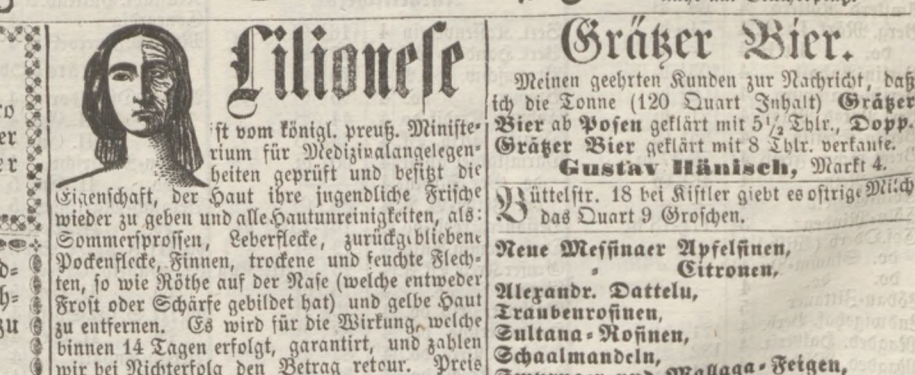 Lilionese
ist vom königl. preuß. Ministe-
rium für Medizinalangelegen-
heiten geprüft und besitzt die
Eigenschaft, der Haut ihre jugendliche Frische
wieder zu geben und alle Hautunreinigkeiten, als:
Sommersprossen, Leberflecke, zurückgebliebene
Pockenflecke, Finnen, trockene und feuchte Flech-
ten, so wie Röthe auf der Nase (welche entweder
Frost oder Schärfe gebildet hat) und gelbe Haut
zu entfernen. Es wird für die Wirkung, welche
binnen 14 Tagen erfolgt, garantirt, und zahlen
wir bei Nichterfolg den Betrag retour. Preis
Grätzer Bier.
Meinen geehrten Kunden zur Nachricht, daß
ich die Tonne (120 Quart Inhalt) Grätzer
Bier ab Posen geklärt mit 5½ Thlr., Dopp.
Grätzer Bier geklärt mit 8 Thlr. verkaufe.
Gustav Hänisch, Markt 4.
Büttelstr. 18 bei Kistler giebt es ostrige Milch
das Quart 9 Groschen.
Neue Messinaer Apfelsinen,
" Citronen,
Alexandr. Dattelu,
Traubenrosinen,
Sultana-Rosinen,
Schaalmandeln,
und Mallaga-Feigen,